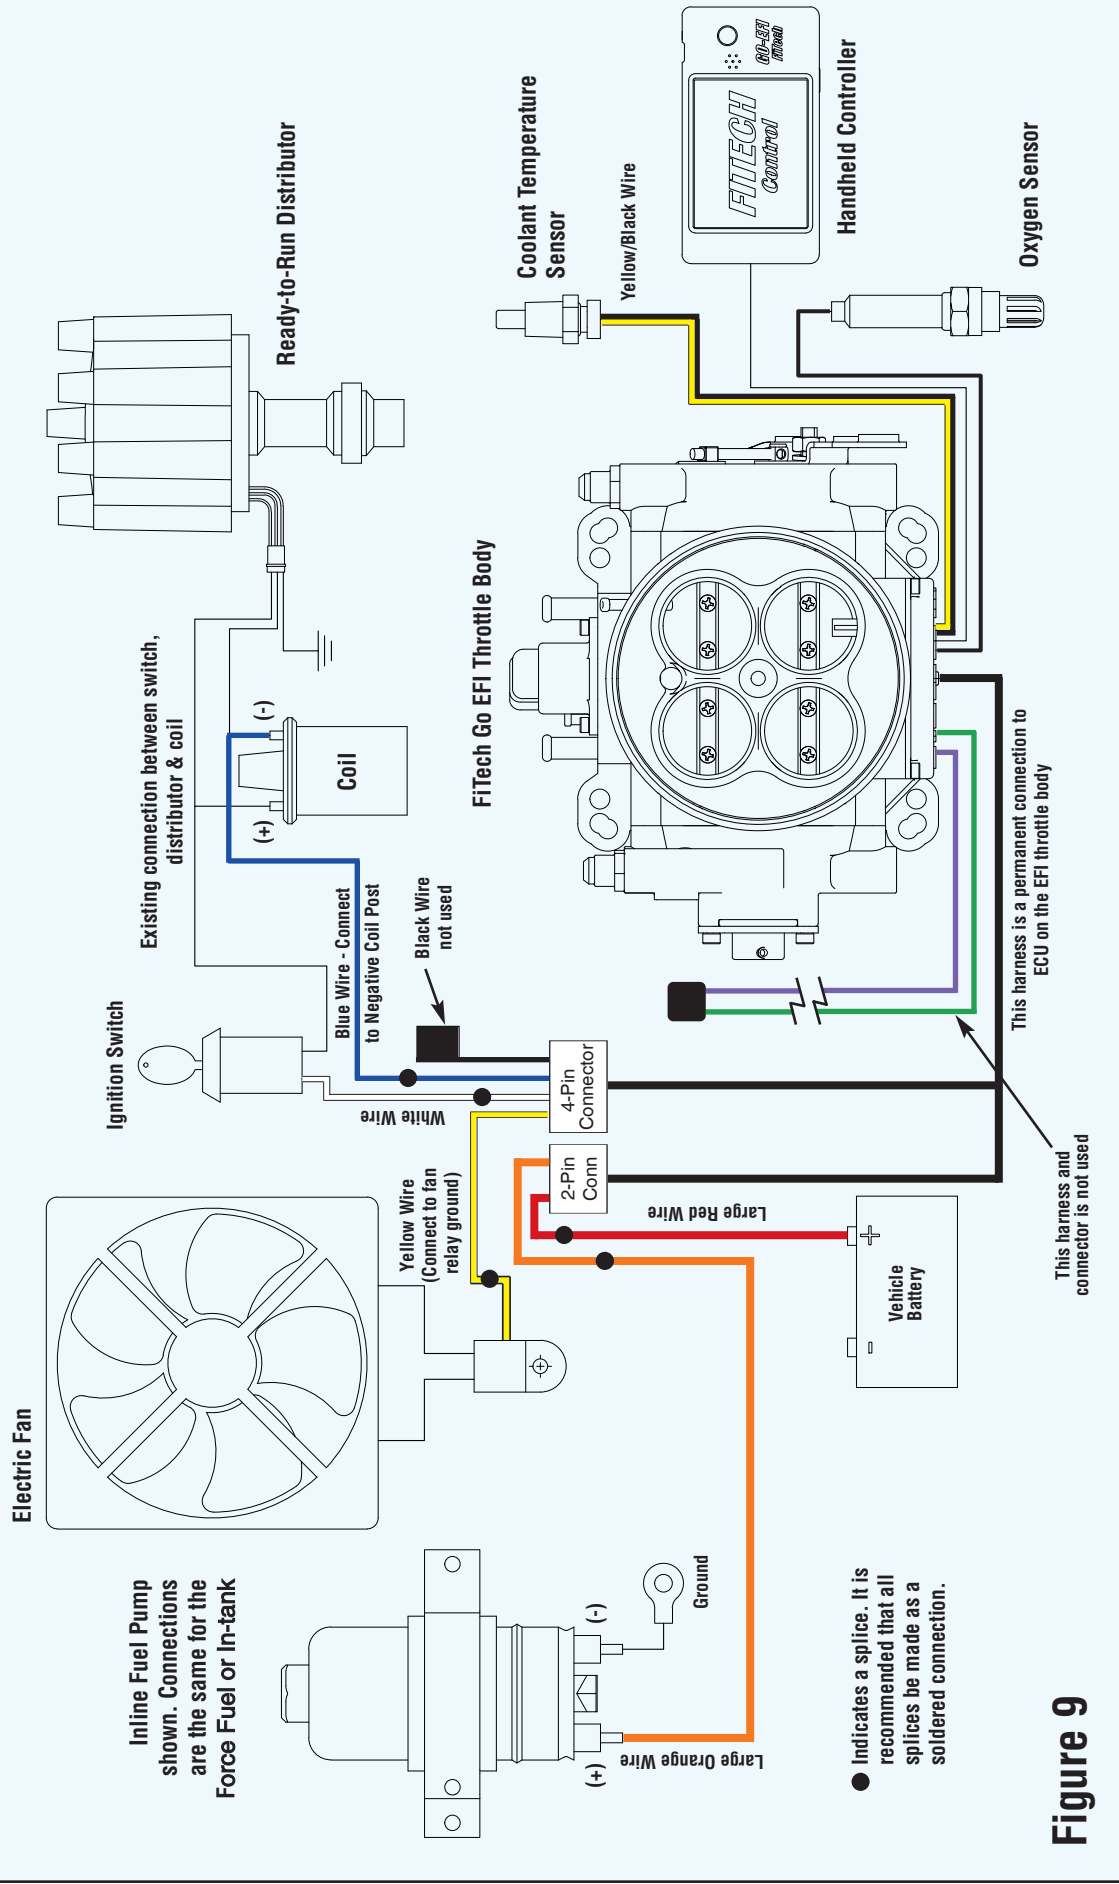 Electric Fan
Ignition Switch
Existing connection between switch,
distributor & coil
Ready-to-Run Distributor
Inline Fuel Pump
shown. Connections
are the same for the
Force Fuel or In-tank
(+)
(-)
Ground
Large Orange Wire
Yellow Wire
(Connect to fan
relay ground)
White Wire
Blue Wire - Connect
to Negative Coil Post
Black Wire
not used
(+)
(-)
Coil
FiTech Go EFI Throttle Body
Coolant Temperature
Sensor
Yellow/Black Wire
2-Pin
Conn
4-Pin
Connector
Large Red Wire
FITECH
Control
GO-EFI
FiTech
Handheld Controller
Oxygen Sensor
- +
Vehicle
Battery
This harness is a permanent connection to
ECU on the EFI throttle body
This harness and
connector is not used
Indicates a splice. It is
recommended that all
splices be made as a
soldered connection.
Figure 9